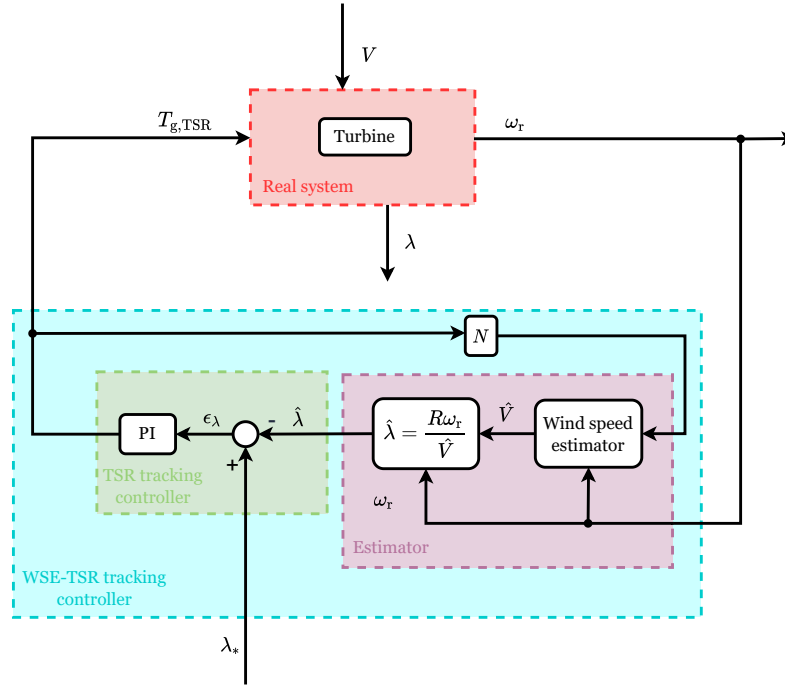 V
T_{g,TSR}
Turbine
ω_r
Real system
λ
N
PI
ϵ_λ
-
λ̂
+
λ̂ = Rω_r / V̂
V̂
Wind speed
estimator
TSR tracking
controller
ω_r
Estimator
WSE-TSR tracking
controller
λ_*